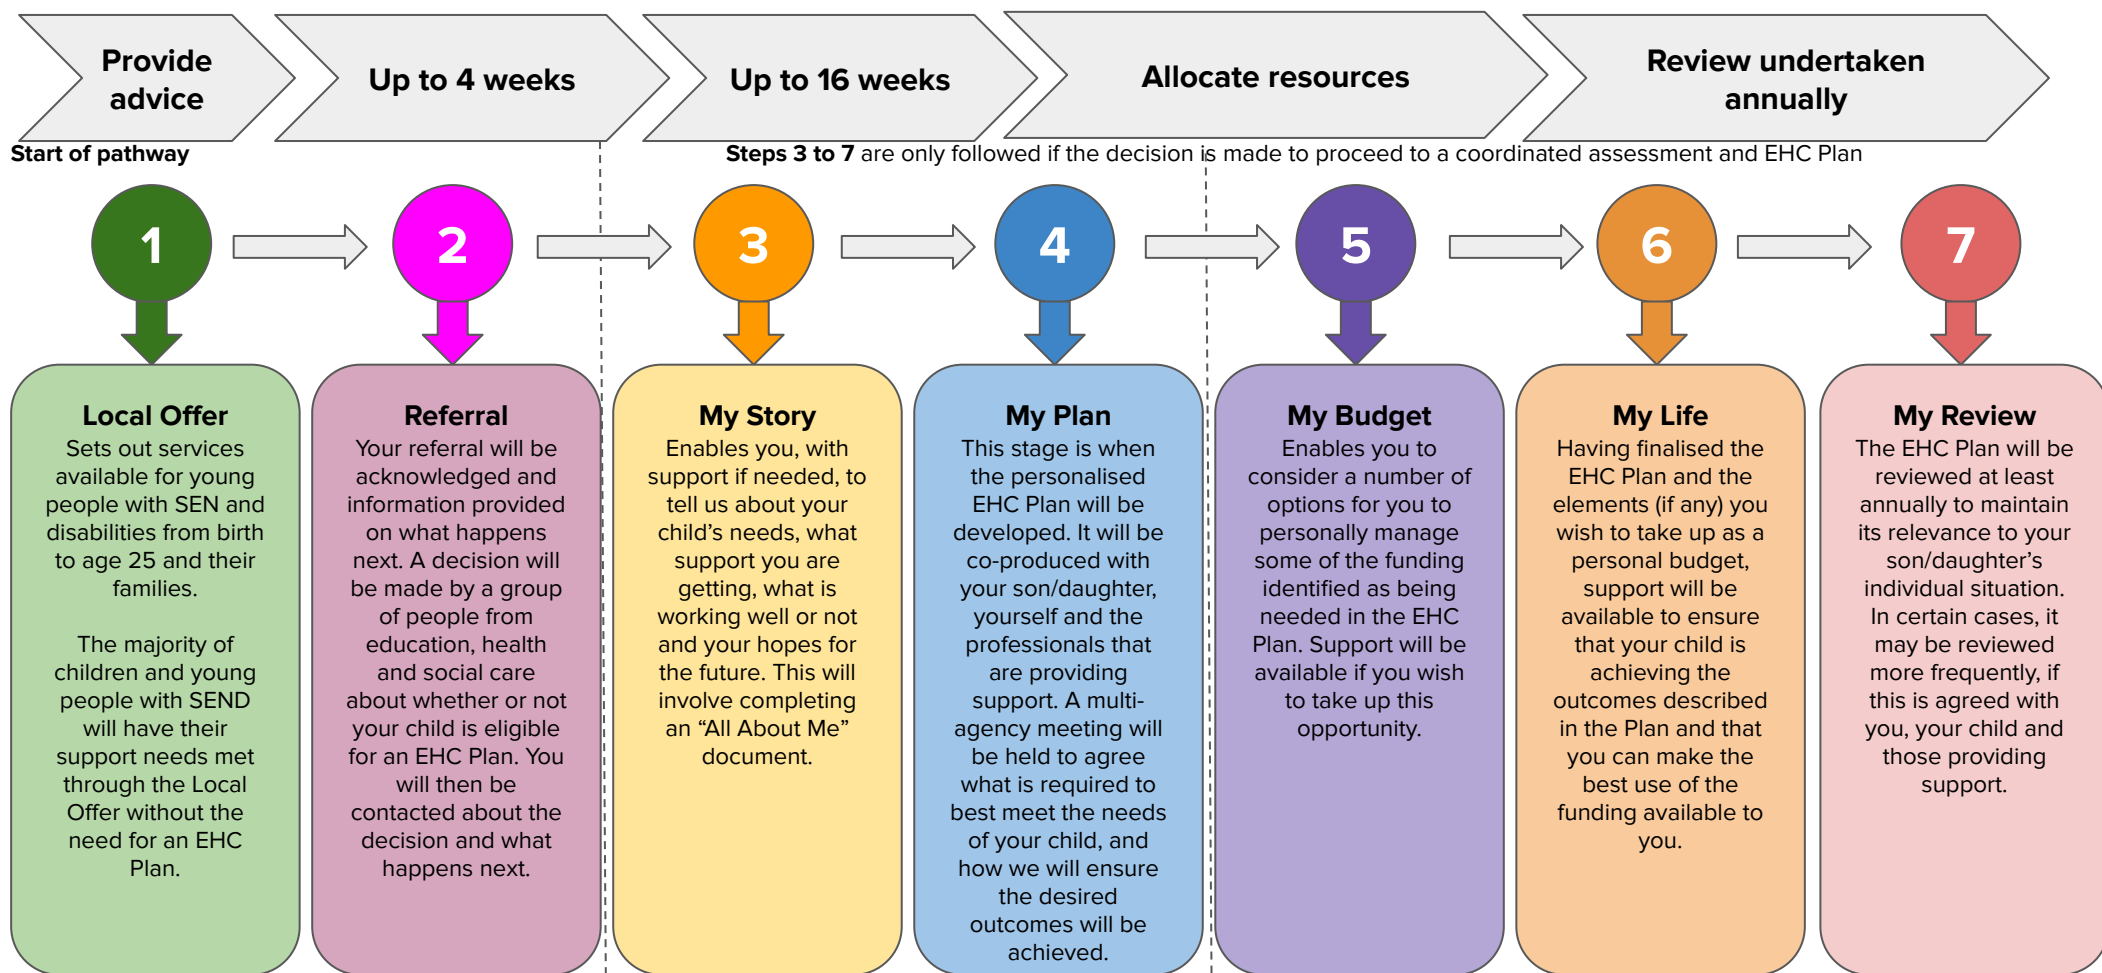 Provide
advice
Up to 4 weeks
Up to 16 weeks
Allocate resources
Review undertaken
annually
Start of pathway
Steps 3 to 7 are only followed if the decision is made to proceed to a coordinated assessment and EHC Plan
1
2
3
4
5
6
7
Local Offer
Sets out services
available for young
people with SEN and
disabilities from birth
to age 25 and their
families.
The majority of
children and young
people with SEND
will have their
support needs met
through the Local
Offer without the
need for an EHC
Plan.
Referral
Your referral will be
acknowledged and
information provided
on what happens
next. A decision will
be made by a group
of people from
education, health
and social care
about whether or not
your child is eligible
for an EHC Plan. You
will then be
contacted about the
decision and what
happens next.
My Story
Enables you, with
support if needed, to
tell us about your
child’s needs, what
support you are
getting, what is
working well or not
and your hopes for
the future. This will
involve completing
an “All About Me”
document.
My Plan
This stage is when
the personalised
EHC Plan will be
developed. It will be
co-produced with
your son/daughter,
yourself and the
professionals that
are providing
support. A multi-
agency meeting will
be held to agree
what is required to
best meet the needs
of your child, and
how we will ensure
the desired
outcomes will be
achieved.
My Budget
Enables you to
consider a number of
options for you to
personally manage
some of the funding
identified as being
needed in the EHC
Plan. Support will be
available if you wish
to take up this
opportunity.
My Life
Having finalised the
EHC Plan and the
elements (if any) you
wish to take up as a
personal budget,
support will be
available to ensure
that your child is
achieving the
outcomes described
in the Plan and that
you can make the
best use of the
funding available to
you.
My Review
The EHC Plan will be
reviewed at least
annually to maintain
its relevance to your
son/daughter’s
individual situation.
In certain cases, it
may be reviewed
more frequently, if
this is agreed with
you, your child and
those providing
support.